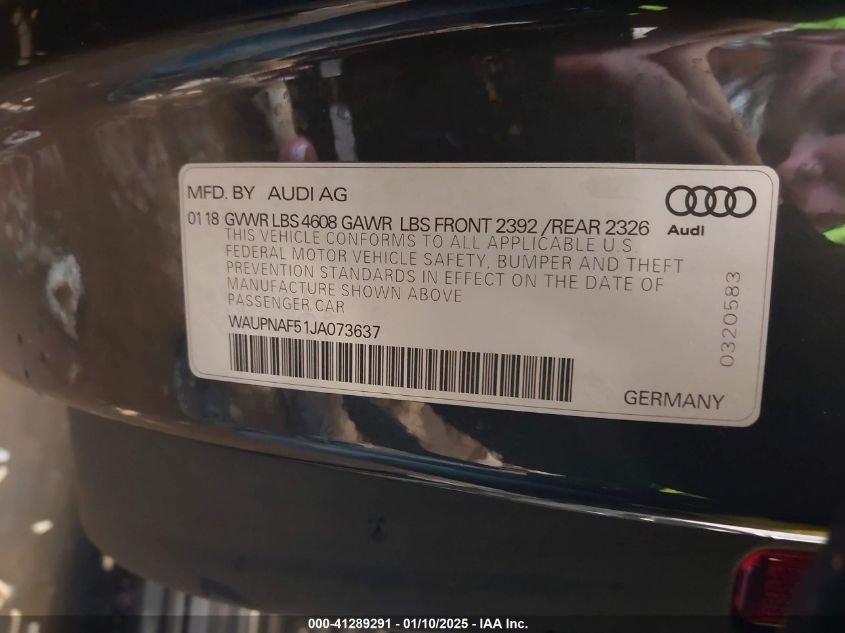 MFD. BY AUDI AG
01 18 GVWR LBS 4608 GAWR LBS FRONT 2392 /REAR 2326
Audi
THIS VEHICLE CONFORMS TO ALL APPLICABLE U.S.
FEDERAL MOTOR VEHICLE SAFETY, BUMPER AND THEFT
PREVENTION STANDARDS IN EFFECT ON THE DATE OF
MANUFACTURE SHOWN ABOVE
PASSENGER CAR
WAUPNAF51JA073637
0320583
GERMANY
000-41289291 - 01/10/2025 - IAA Inc.